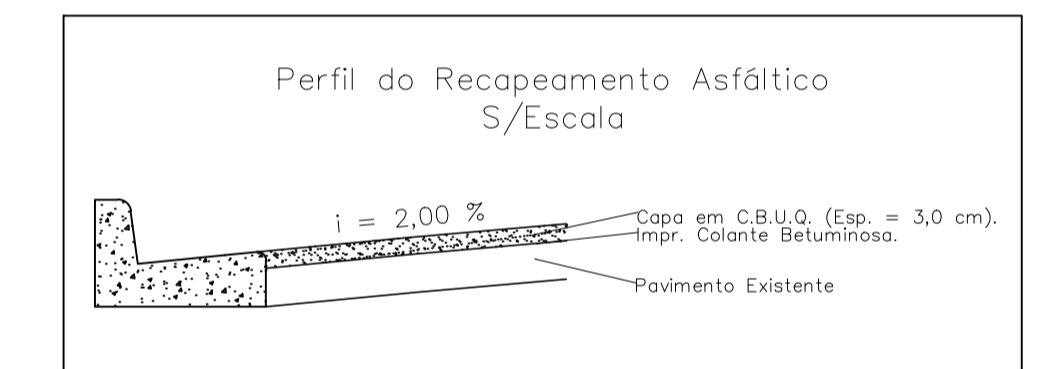 Perfil do Recapeamento Asfáltico
S/Escala
i = 2,00 %
Capa em C.B.U.Q. (Esp. = 3,0 cm).
Impr. Colante Betuminosa.
Pavimento Existente